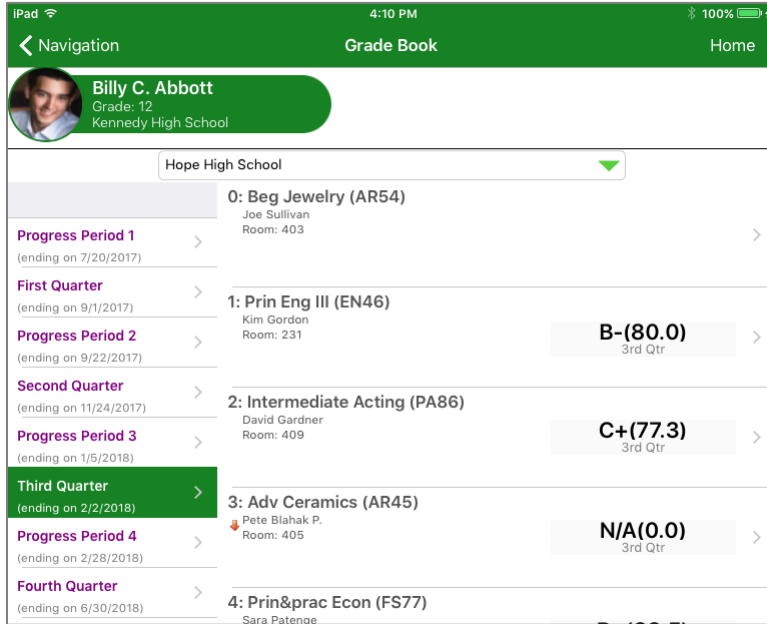 iPad 4:10 PM 100%
Navigation Grade Book Home
Billy C. Abbott
Grade: 12
Kennedy High School
Hope High School
Progress Period 1
(ending on 7/20/2017)
First Quarter
(ending on 9/1/2017)
Progress Period 2
(ending on 9/22/2017)
Second Quarter
(ending on 11/24/2017)
Progress Period 3
(ending on 1/5/2018)
Third Quarter
(ending on 2/2/2018)
Progress Period 4
(ending on 2/28/2018)
Fourth Quarter
(ending on 6/30/2018)
0: Beg Jewelry (AR54)
Joe Sullivan
Room: 403
1: Prin Eng III (EN46)
Kim Gordon
Room: 231
B-(80.0)
3rd Qtr
2: Intermediate Acting (PA86)
David Gardner
Room: 409
C+(77.3)
3rd Qtr
3: Adv Ceramics (AR45)
Pete Blahak P.
Room: 405
N/A(0.0)
3rd Qtr
4: Prin&prac Econ (FS77)
Sara Patenge